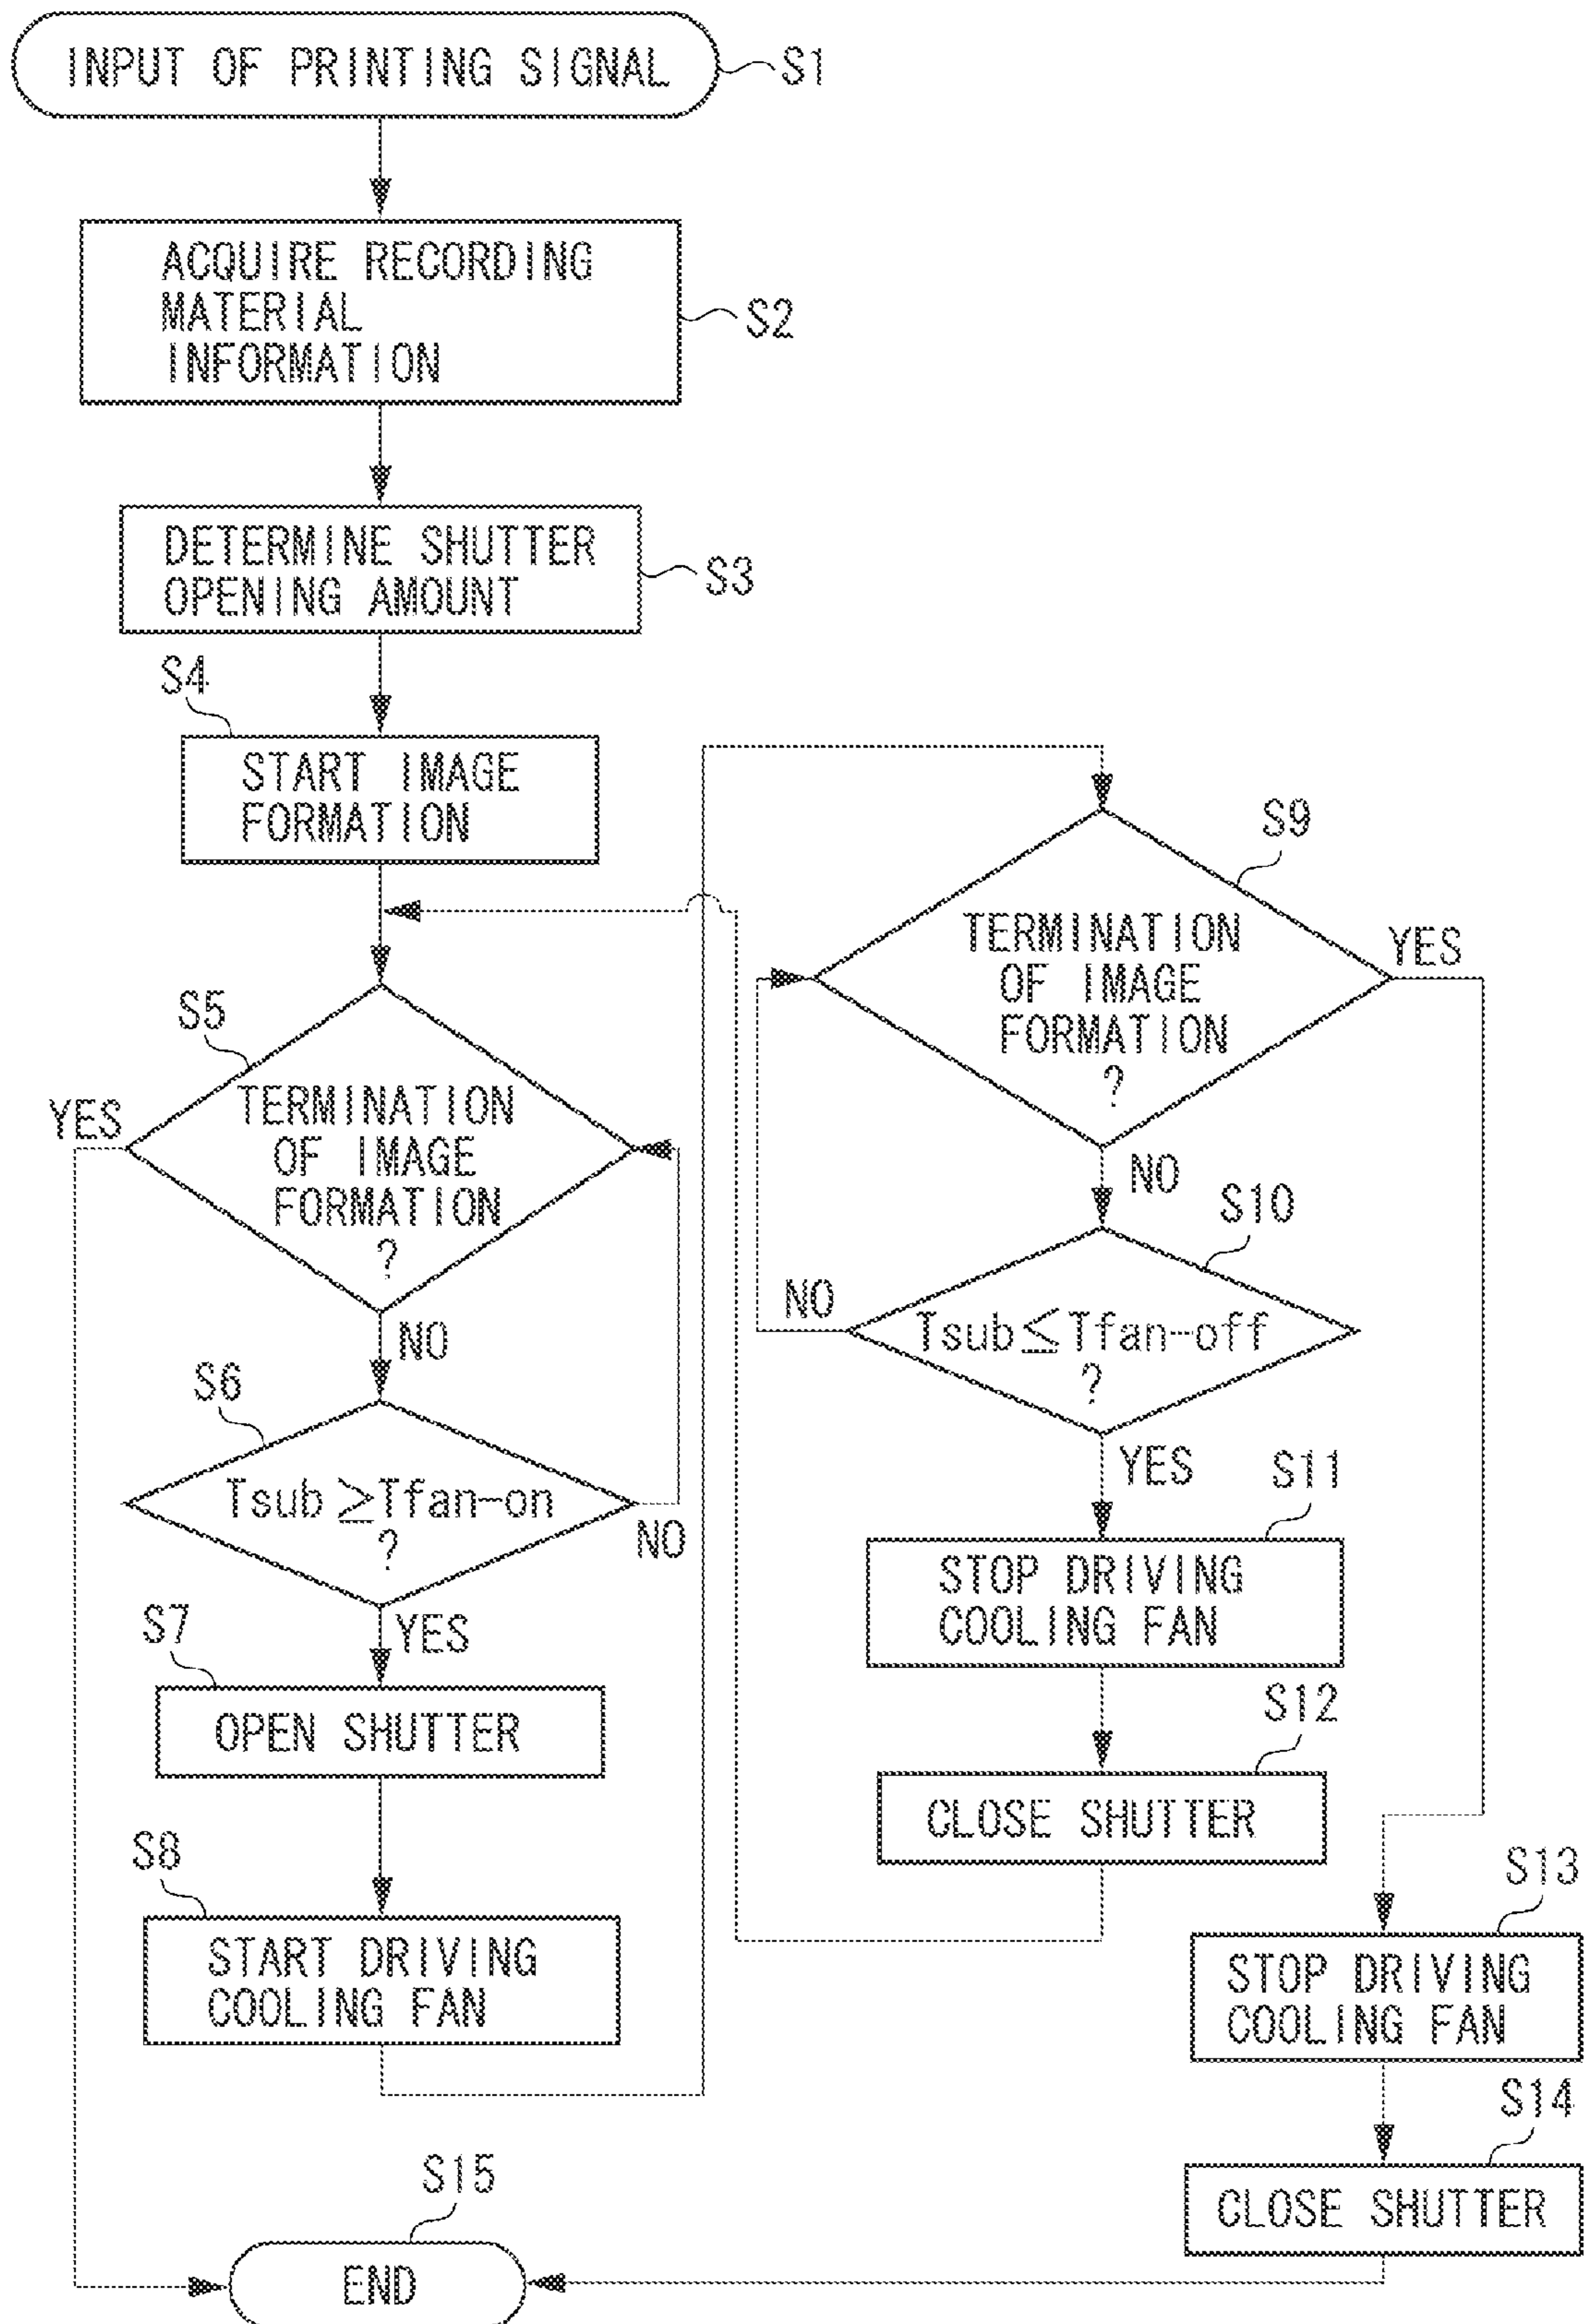 INPUT OF PRINTING SIGNAL
S1
ACQUIRE RECORDING
MATERIAL
INFORMATION
S2
DETERMINE SHUTTER
OPENING AMOUNT
S3
S4
START IMAGE
FORMATION
S5
TERMINATION
OF IMAGE
FORMATION
?
YES
NO
S6
Tsub≥Tfan-on
?
NO
YES
S7
OPEN SHUTTER
S8
START DRIVING
COOLING FAN
S9
TERMINATION
OF IMAGE
FORMATION
?
YES
NO
S10
Tsub≤Tfan-off
?
NO
YES
S11
STOP DRIVING
COOLING FAN
S12
CLOSE SHUTTER
S13
STOP DRIVING
COOLING FAN
S14
CLOSE SHUTTER
S15
END